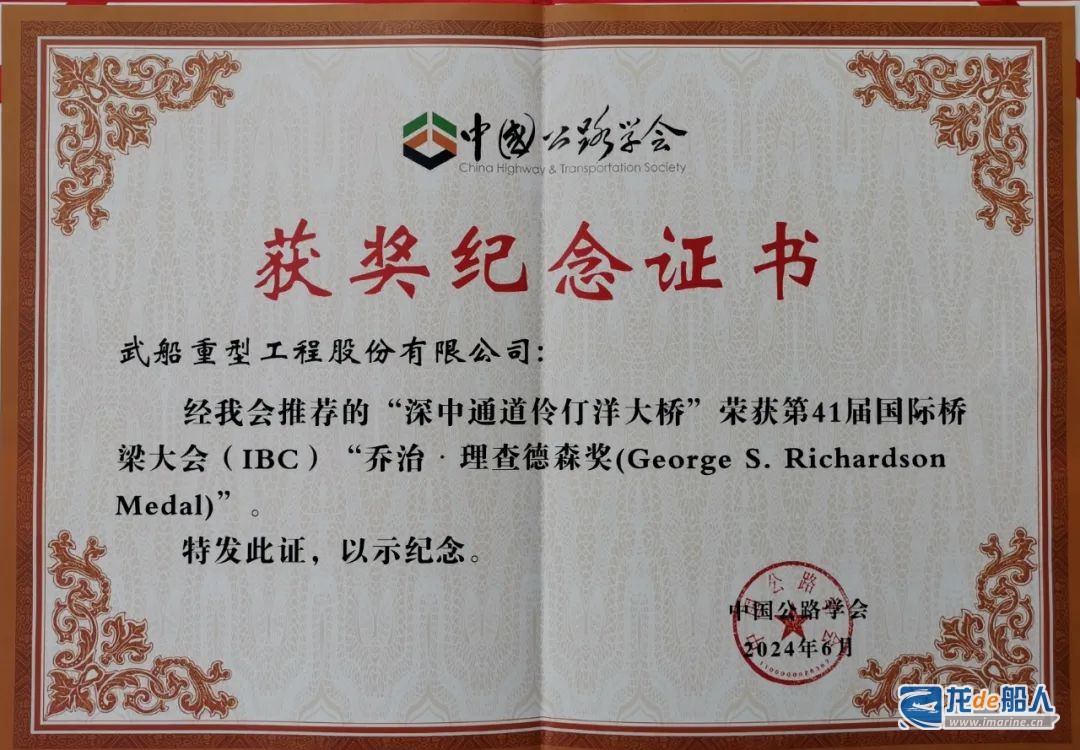 中國公路学会
China Highway & Transportation Society
获奖纪念证书
武船重型工程股份有限公司：
经我会推荐的“深中通道伶仃洋大桥”荣获第41届国际桥
梁大会（IBC）“乔治·理查德森奖(George S. Richardson
Medal)”。
特发此证，以示纪念。
中国公路学会
2024年6月
龙de船人
www.imarine.cn